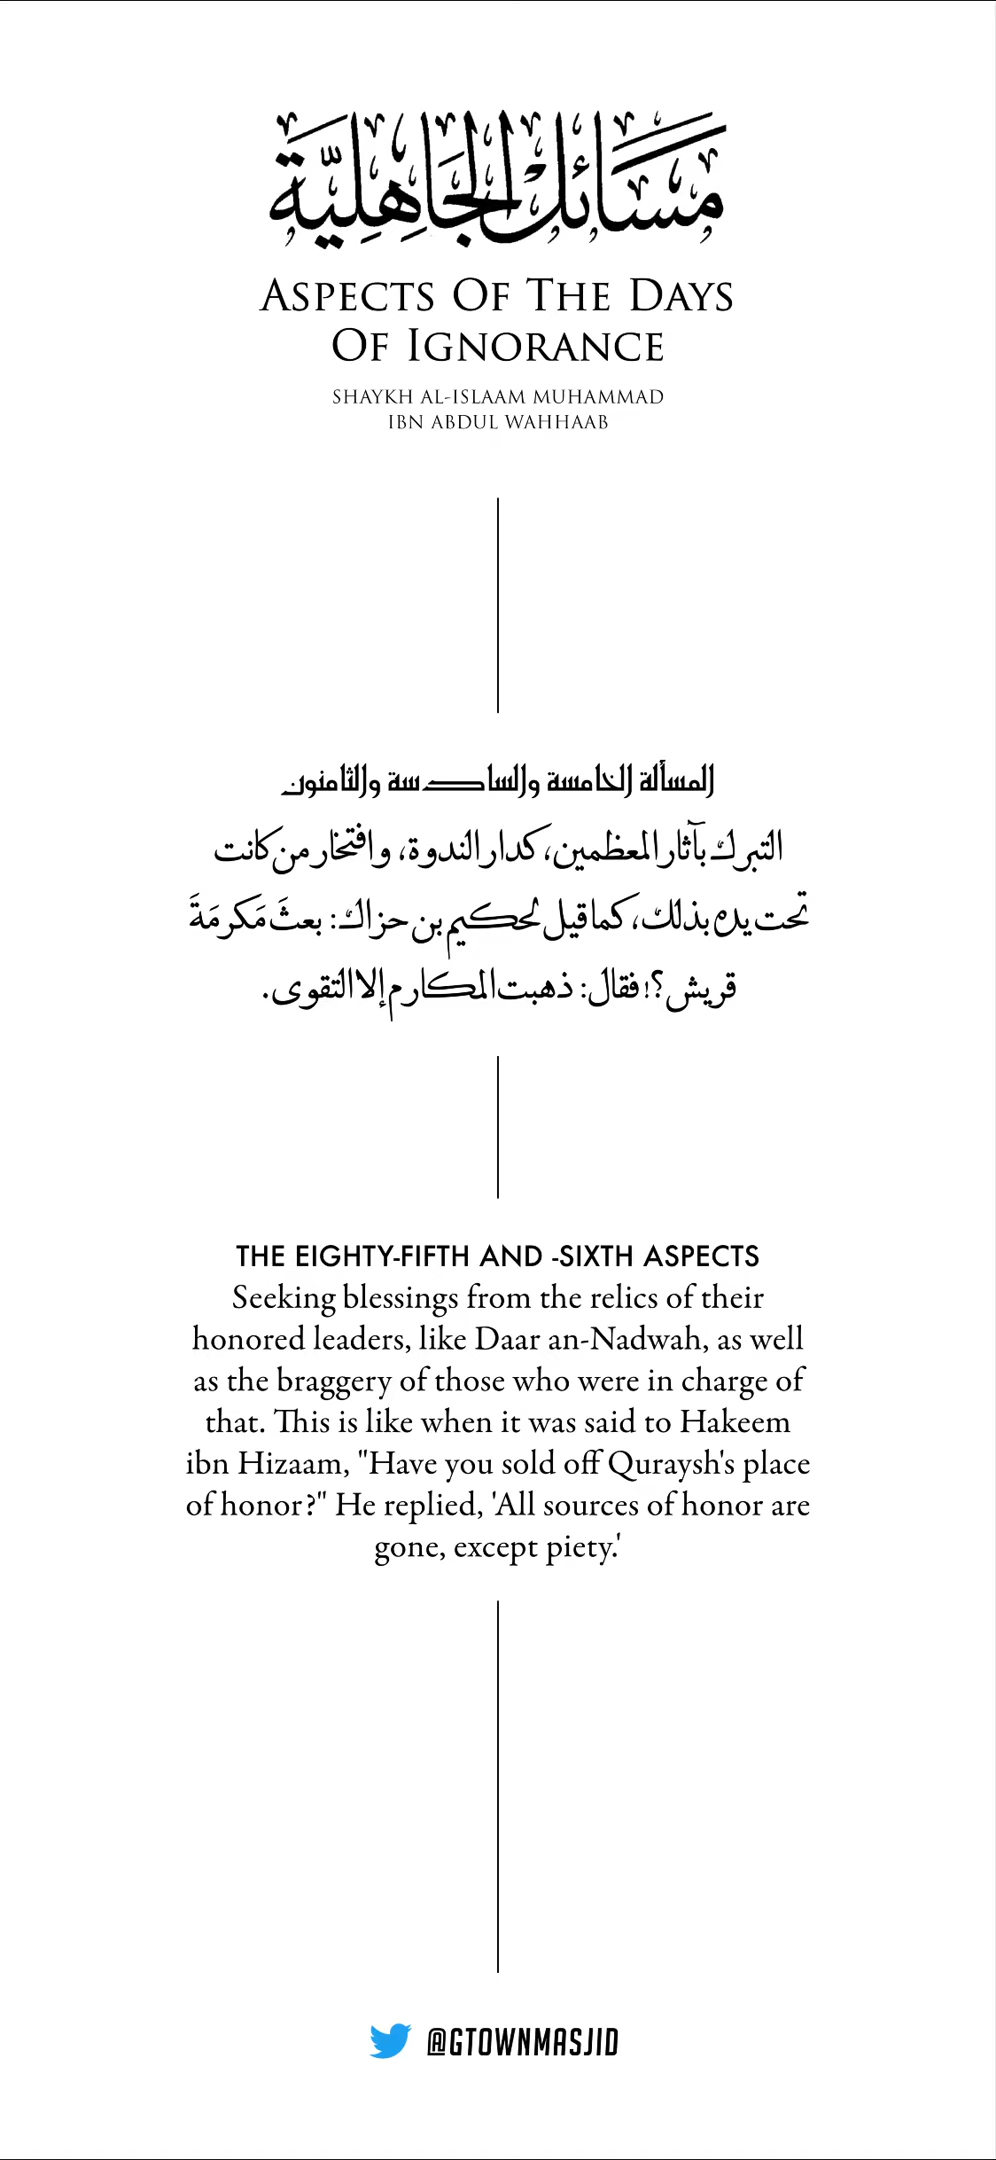 مَسَائِلُ الجَاهِلِيَّة
ASPECTS OF THE DAYS
OF IGNORANCE
SHAYKH AL-ISLAAM MUHAMMAD
IBN ABDUL WAHHAAB
المسألة الخامسة والسادسة والثامنون
التبرك بآثار المعظمين، كدار الندوة، وافتخار من كانت
تحت يده بذلك، كما قيل لحكيم بن حزاك: بعثَ مَكرمَةَ
قريش؟! فقال: ذهبت المكارم إلا التقوى.
THE EIGHTY-FIFTH AND -SIXTH ASPECTS
Seeking blessings from the relics of their
honored leaders, like Daar an-Nadwah, as well
as the braggery of those who were in charge of
that. This is like when it was said to Hakeem
ibn Hizaam, "Have you sold off Quraysh's place
of honor?" He replied, 'All sources of honor are
gone, except piety.'
@GTOWNMASJID